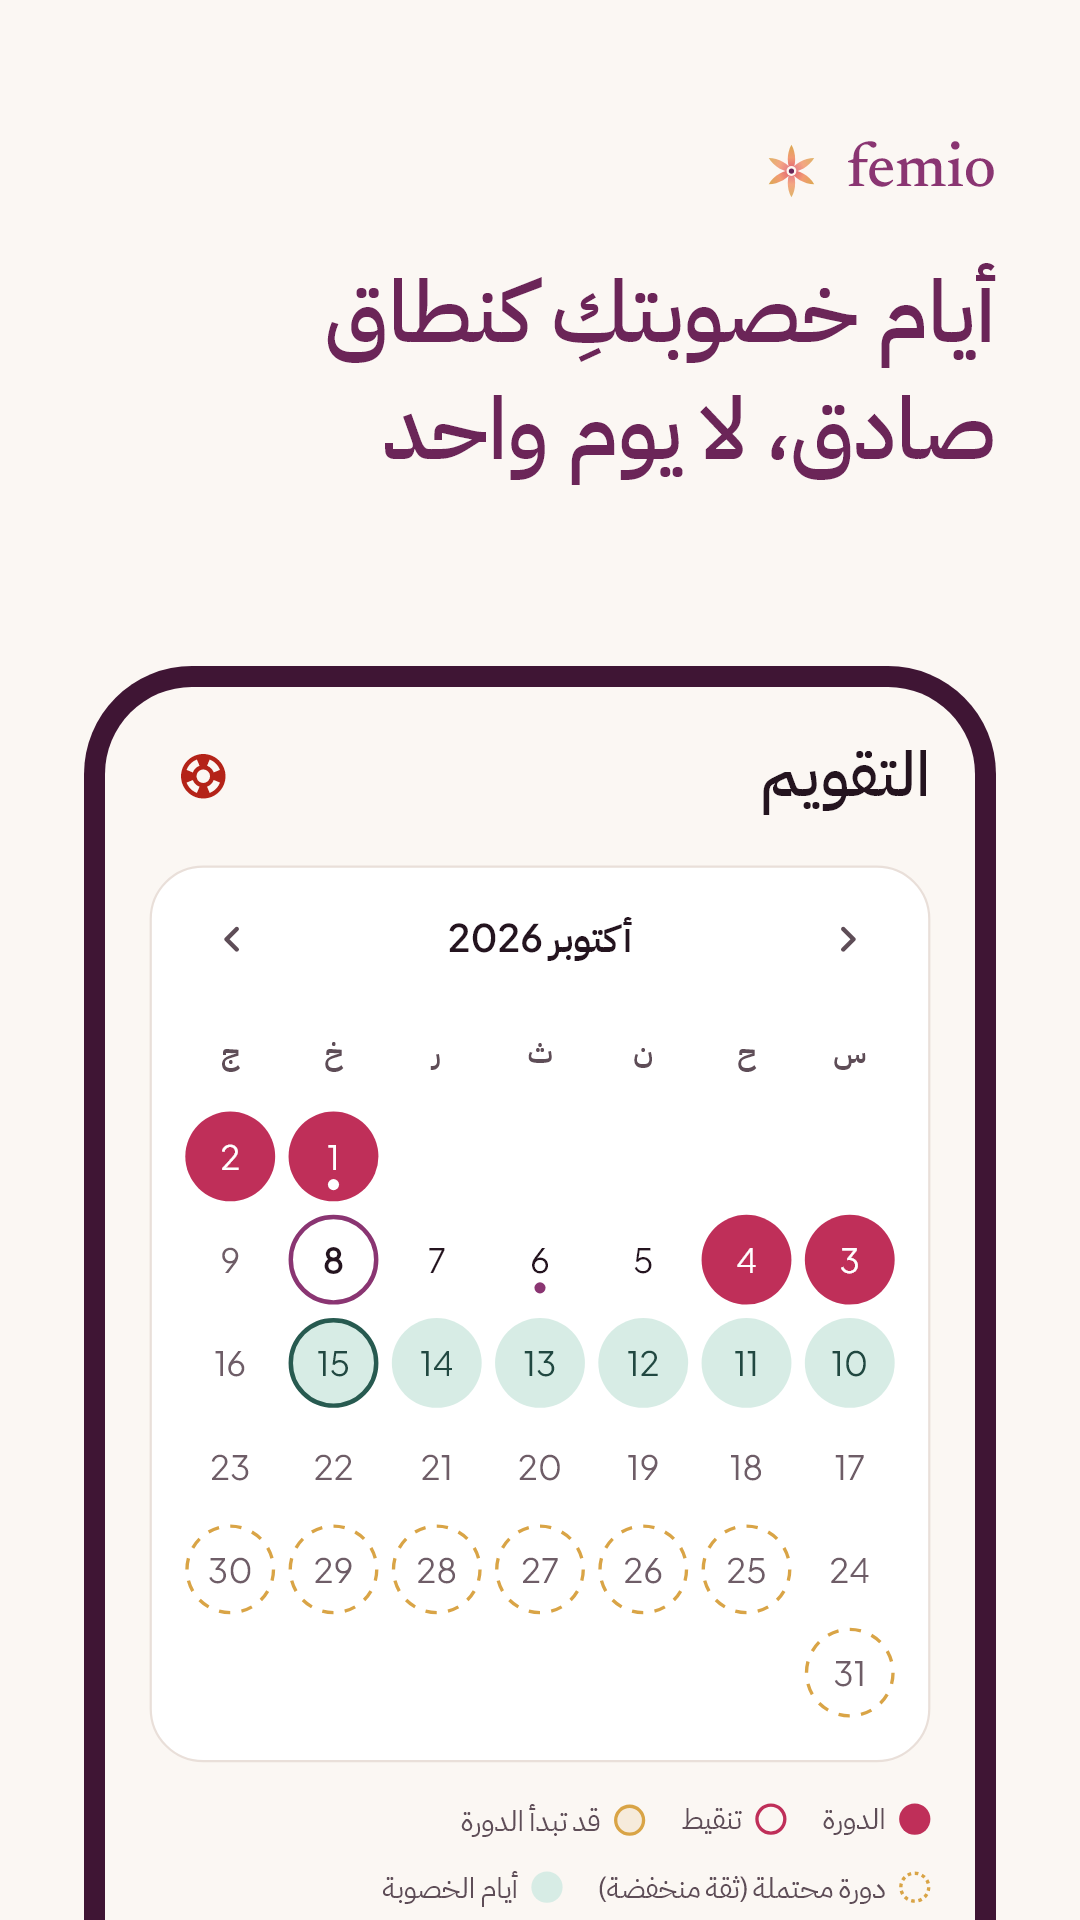 femio
أيام خصوبتكِ كنطاق
صادق، لا يوم واحد
التقويم
أكتوبر 2026
س ح ن ث ر خ ج
1 2
3 4 5 6 7 8 9
10 11 12 13 14 15 16
17 18 19 20 21 22 23
24 25 26 27 28 29 30
31
الدورة تنقيط قد تبدأ الدورة
دورة محتملة (ثقة منخفضة) أيام الخصوبة